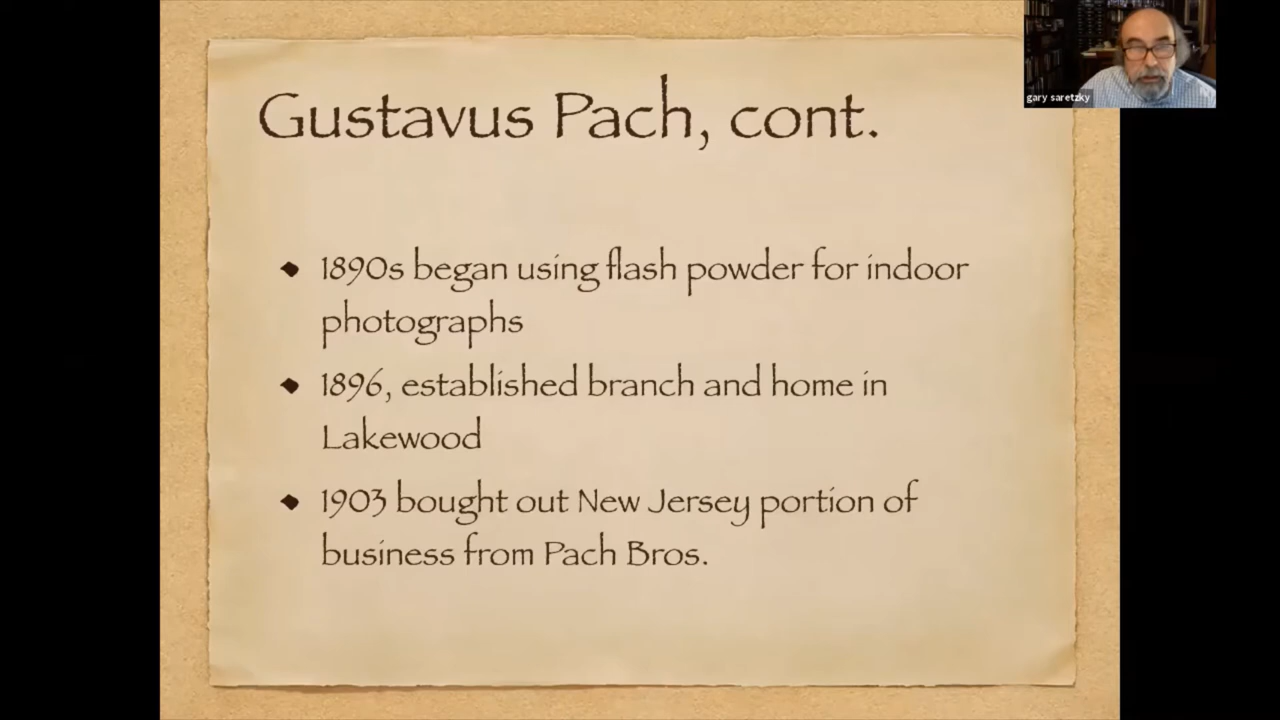 Gustavus Pach, cont.
gary saretzky
1890s began using flash powder for indoor
photographs
1896, established branch and home in
Lakewood
1903 bought out New Jersey portion of
business from Pach Bros.